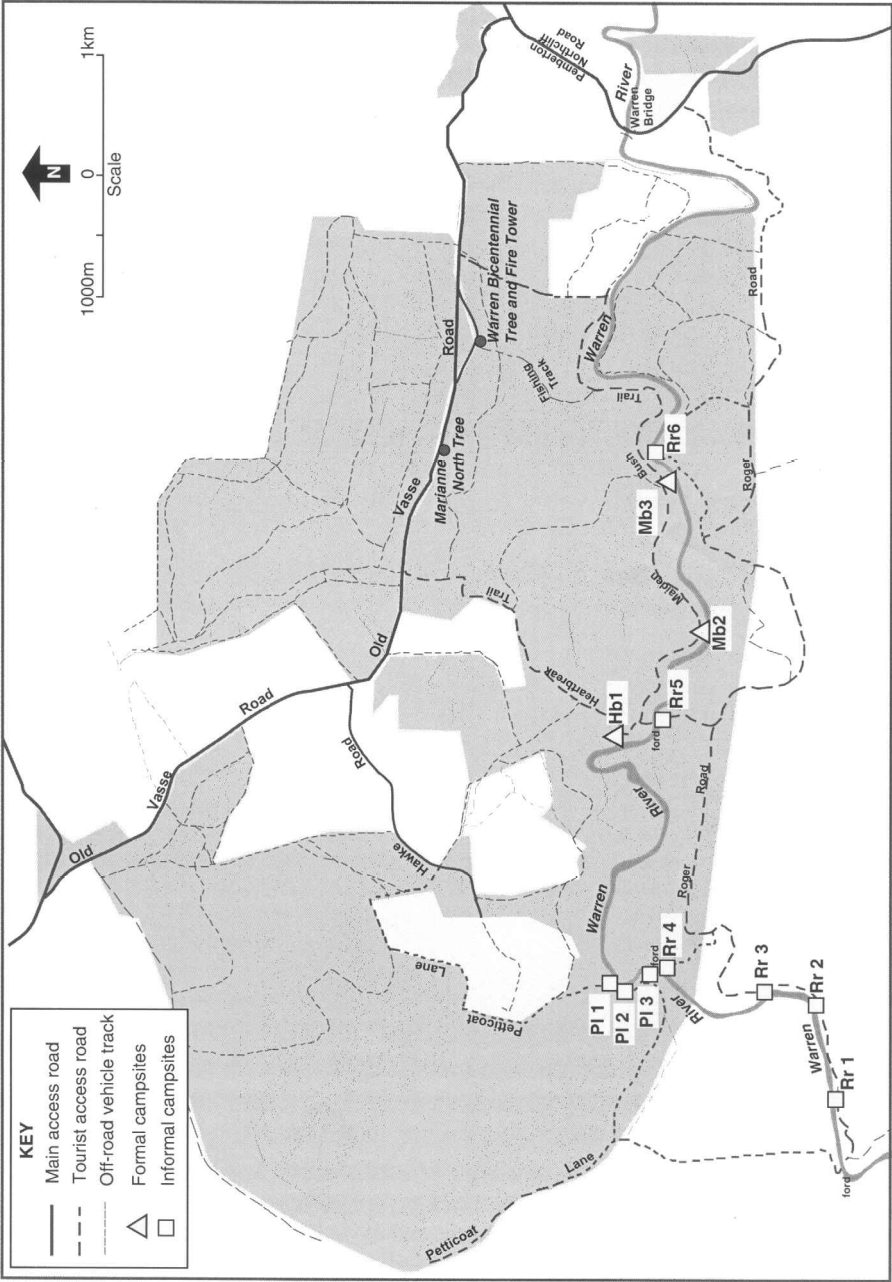 KEY
Main access road
Tourist access road
Off-road vehicle track
Formal campsites
Informal campsites
N
1000m
0
1km
Scale
Old
Vasse
Road
Old
Vasse
Road
Hawke
Road
Lane
Petticoat
Petticoat
Lane
Marianne
North Tree
Warren Bicentennial
Tree and Fire Tower
Fishing
Track
Trail
Heartbreak
Trail
Bush
Maiden
Warren
River
Warren
Bridge
Pemberton
Northcliff
Road
Warren
River
River
Warren
Roger
Road
Roger
Road
ford
ford
ford
Pl 1
Pl 2
Pl 3
Rr 4
Rr 3
Rr 2
Rr 1
Hb1
Rr5
Mb2
Mb3
Rr6